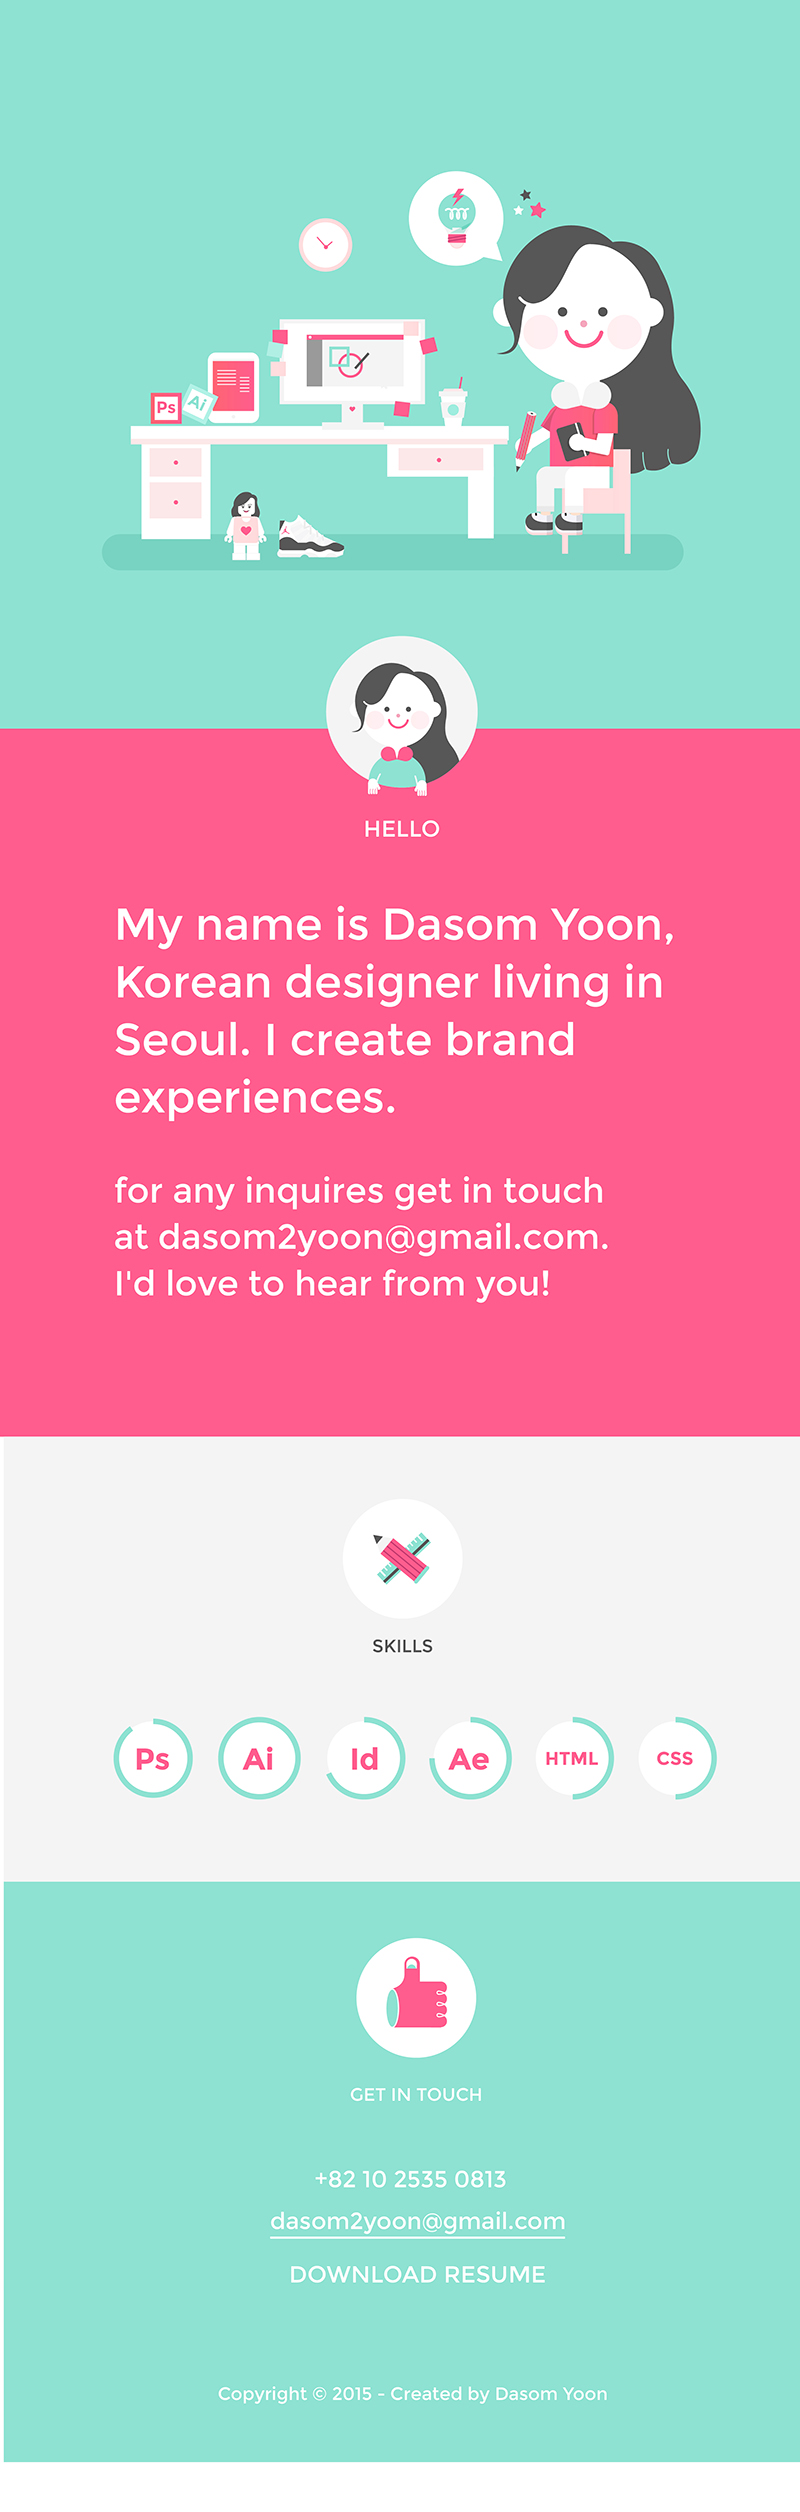 Ps
Ai
HELLO
My name is Dasom Yoon,
Korean designer living in
Seoul. I create brand
experiences.
for any inquires get in touch
at dasom2yoon@gmail.com.
I'd love to hear from you!
SKILLS
Ps Ai Id Ae HTML CSS
GET IN TOUCH
+82 10 2535 0813
dasom2yoon@gmail.com
DOWNLOAD RESUME
Copyright © 2015 - Created by Dasom Yoon